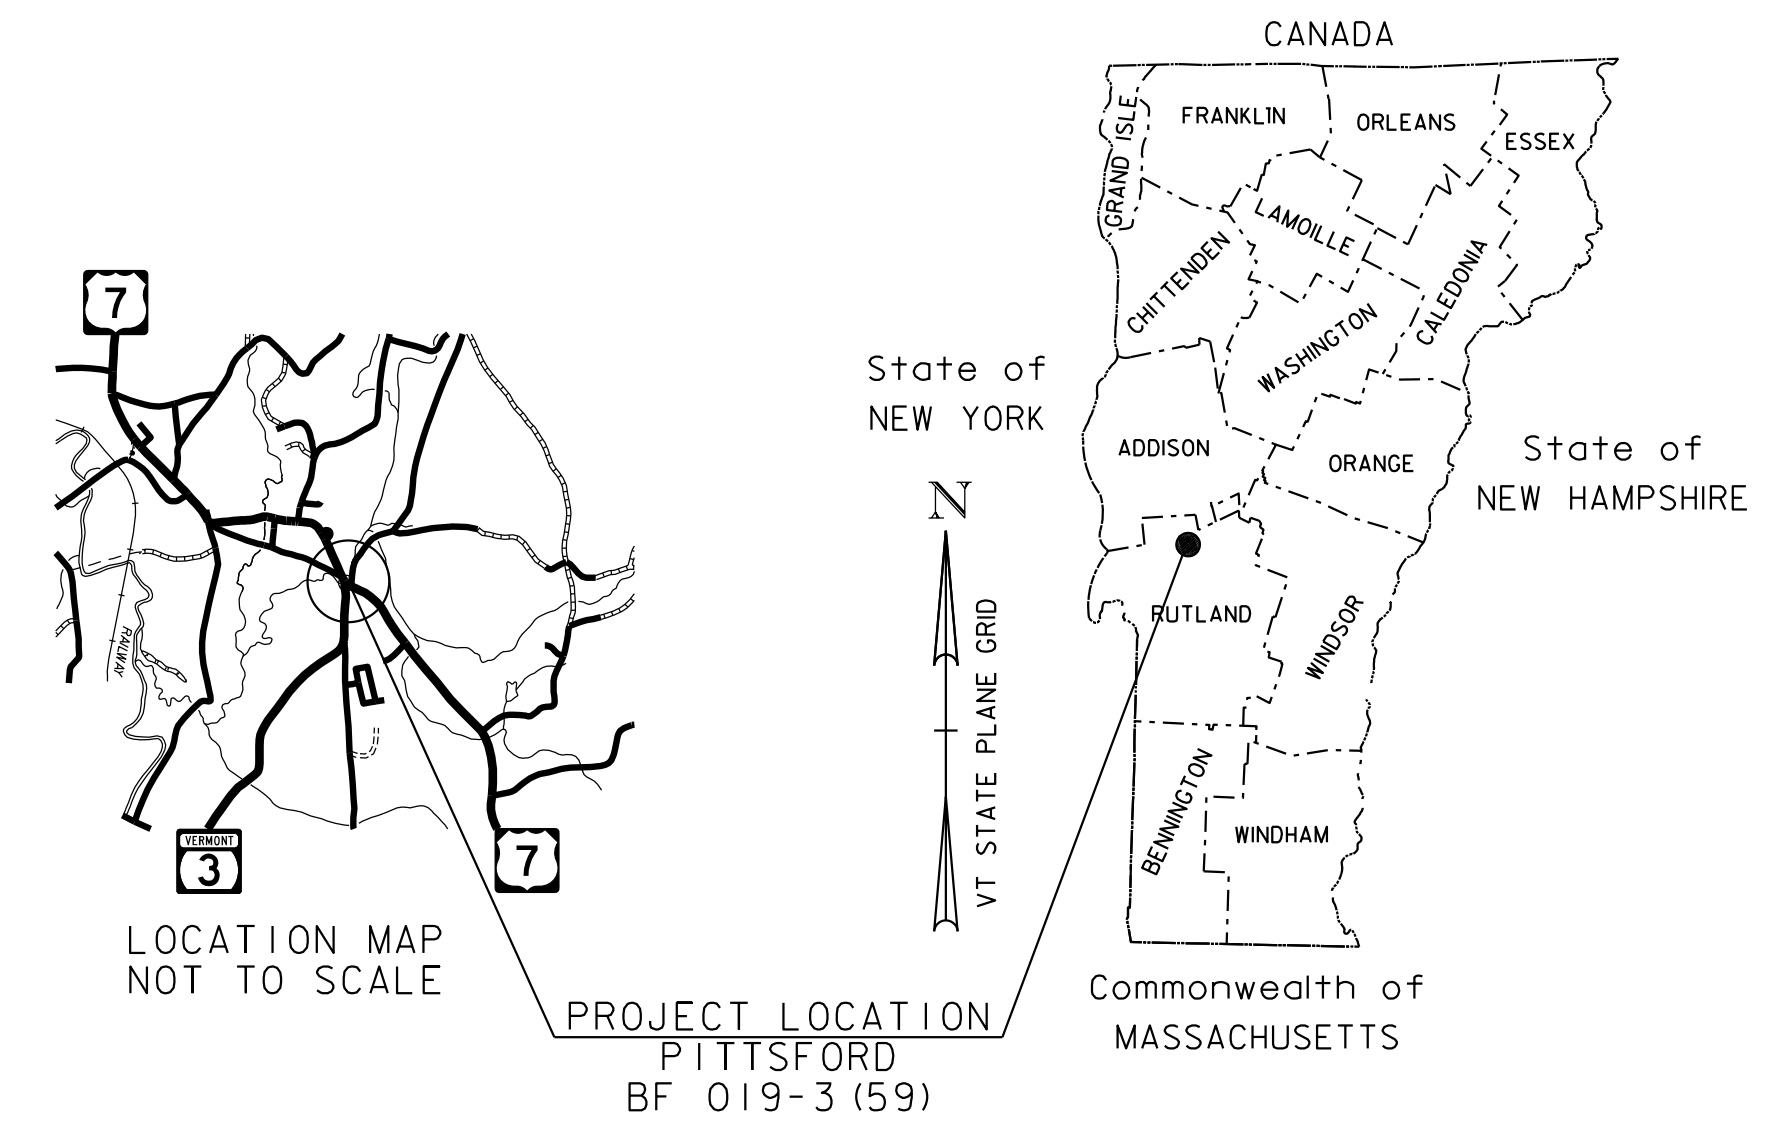 CANADA
GRAND ISLE
FRANKLIN
ORLEANS
ESSEX
LAMOILLE
CHITTENDEN
CALEDONIA
WASHINGTON
7
State of
NEW YORK
ADDISON
ORANGE
State of
NEW HAMPSHIRE
N
VT STATE PLANE GRID
RUTLAND
WINDSOR
RAILWAY
BENNINGTON
WINDHAM
VERMONT
3
7
LOCATION MAP
NOT TO SCALE
Commonwealth of
MASSACHUSETTS
PROJECT LOCATION
PITTSFORD
BF 019-3 (59)